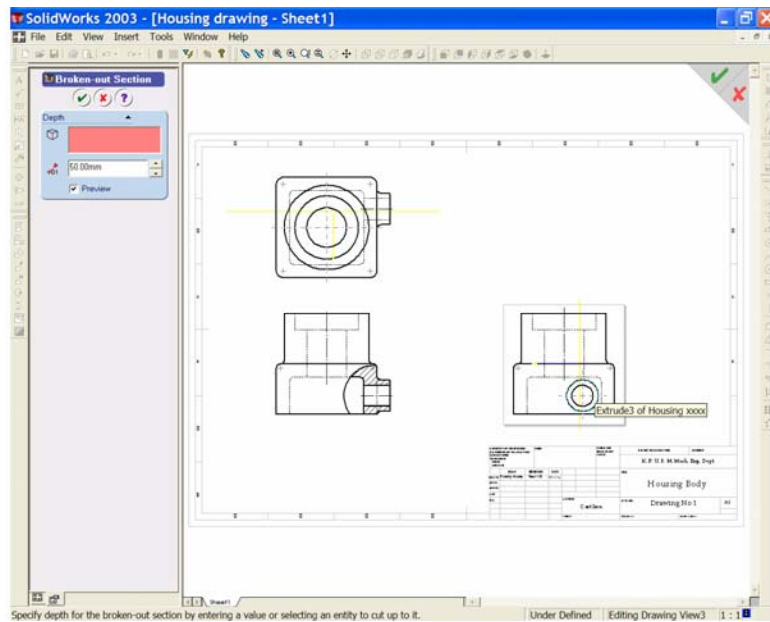 SolidWorks 2003 - [Housing drawing - Sheet1]
File Edit View Insert Tools Window Help
Broken-out Section
Depth
50.00mm
Preview
Extrude3 of Housing xxxx
Housing Body
Drawing No 1
Sheet1
Specify depth for the broken-out section by entering a value or selecting an entity to cut up to it.
Under Defined
Editing Drawing View3
1 : 1